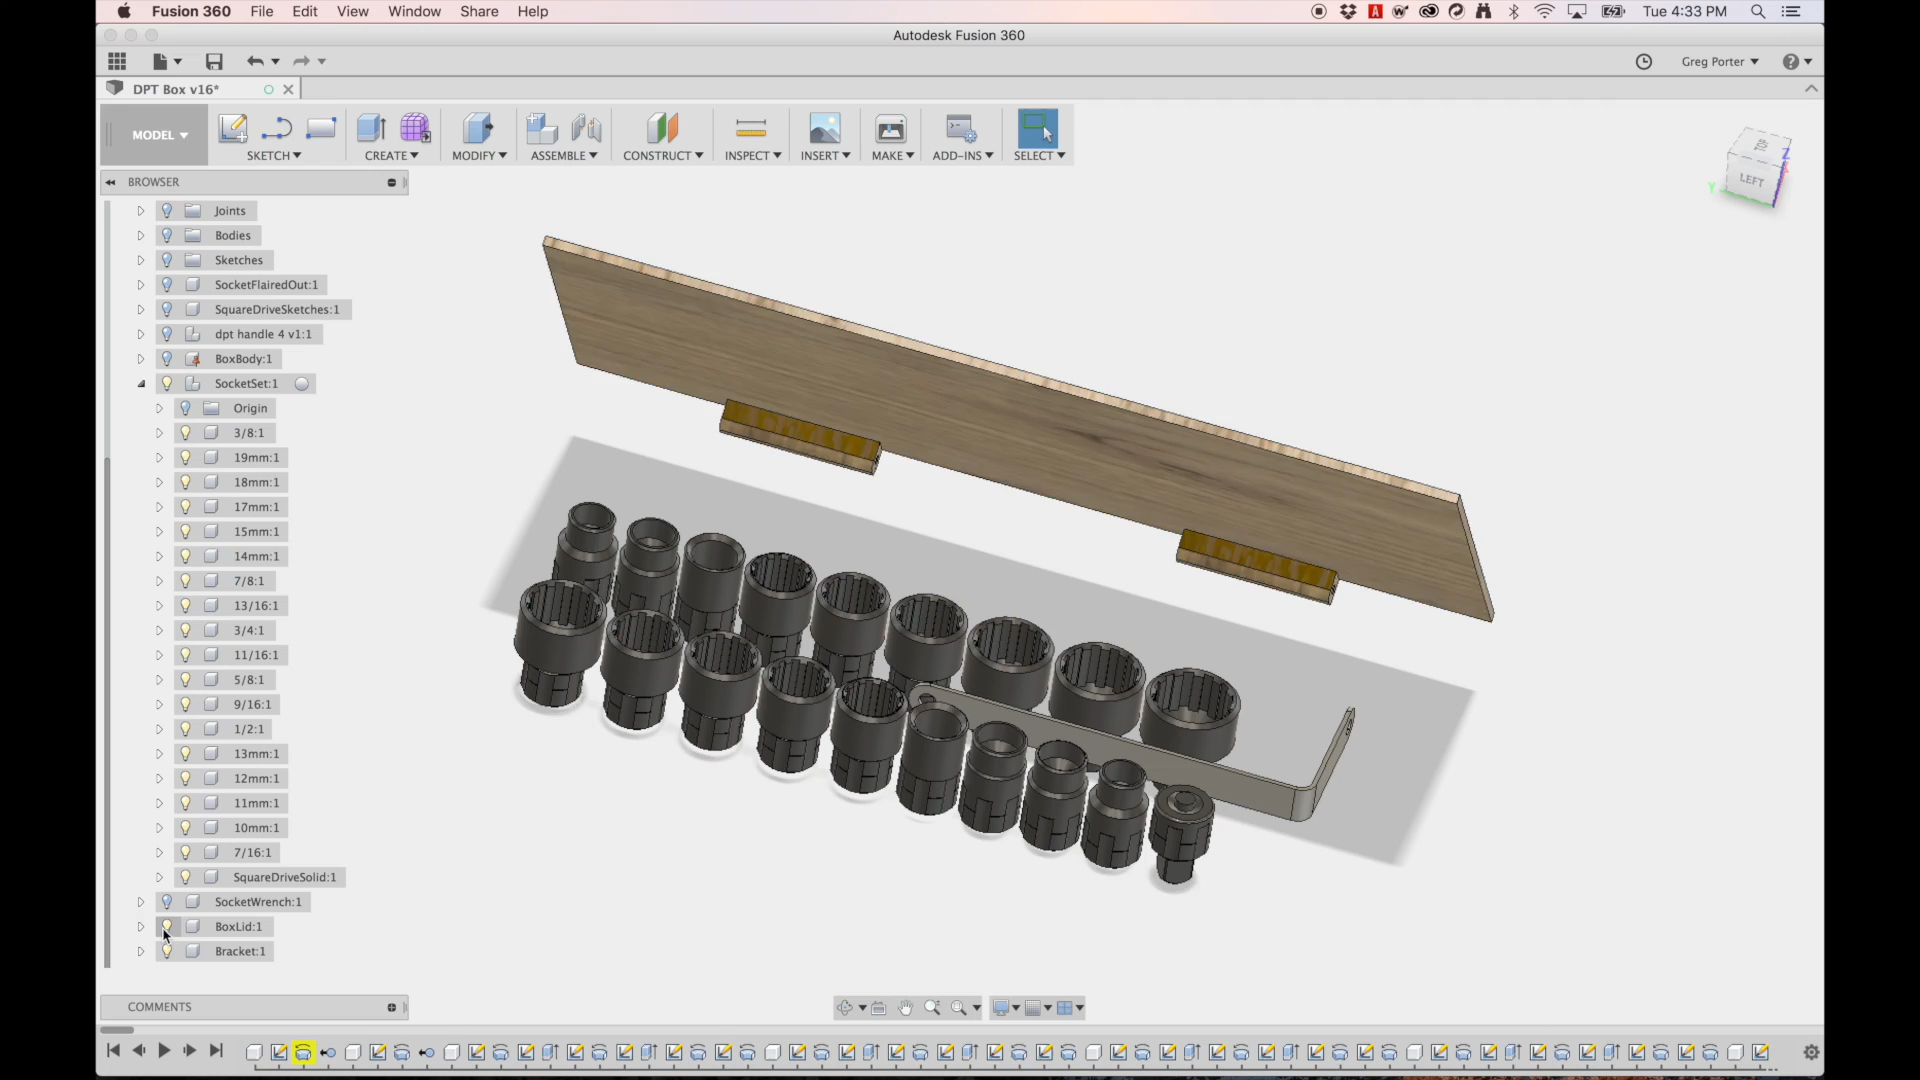 Fusion 360 File Edit View Window Share Help Tue 4:33 PM
Autodesk Fusion 360
Greg Porter
DPT Box v16*
MODEL SKETCH CREATE MODIFY ASSEMBLE CONSTRUCT INSPECT INSERT MAKE ADD-INS SELECT
BROWSER
TOP
LEFT
Z
Y
Joints
Bodies
Sketches
SocketFlairedOut:1
SquareDriveSketches:1
dpt handle 4 v1:1
BoxBody:1
SocketSet:1
Origin
3/8:1
19mm:1
18mm:1
17mm:1
15mm:1
14mm:1
7/8:1
13/16:1
3/4:1
11/16:1
5/8:1
9/16:1
1/2:1
13mm:1
12mm:1
11mm:1
10mm:1
7/16:1
SquareDriveSolid:1
SocketWrench:1
BoxLid:1
Bracket:1
COMMENTS